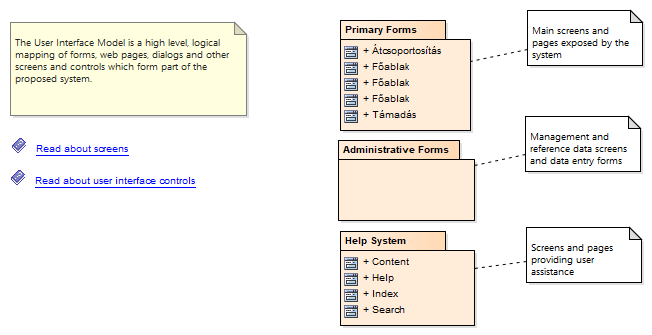 The User Interface Model is a high level, logical
mapping of forms, web pages, dialogs and other
screens and controls which form part of the
proposed system.
Read about screens
Read about user interface controls
Primary Forms
+ Átcsoportosítás
+ Főablak
+ Főablak
+ Főablak
+ Támadás
Main screens and
pages exposed by the
system
Administrative Forms
Management and
reference data screens
and data entry forms
Help System
+ Content
+ Help
+ Index
+ Search
Screens and pages
providing user
assistance